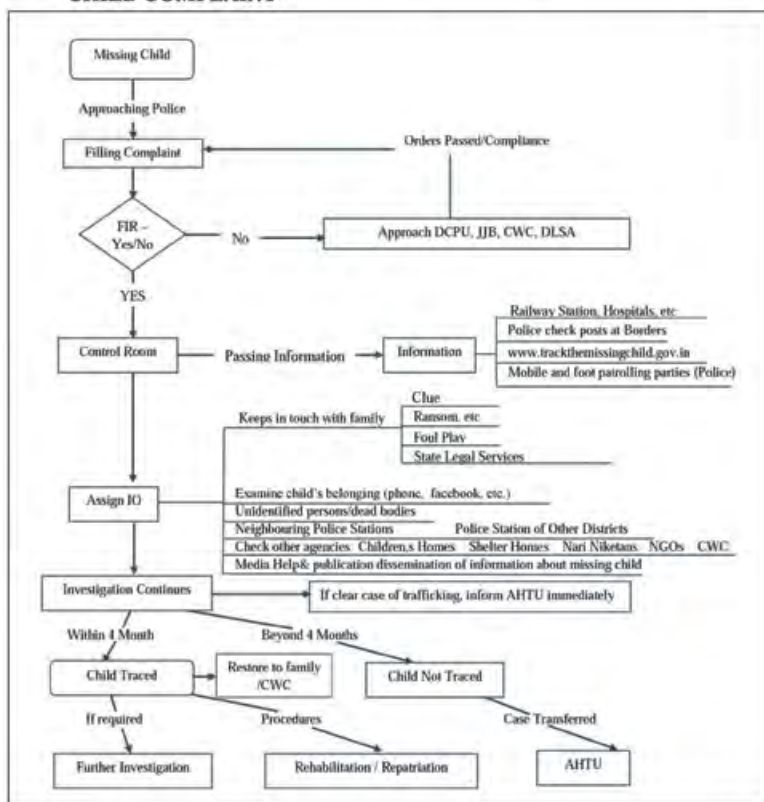 Missing Child
Approaching Police
Orders Passed/Compliance
Filling Complaint
FIR –
Yes/No
No
Approach DCPU, JJB, CWC, DLSA
YES
Railway Station, Hospitals, etc
Police check posts at Borders
Control Room
Passing Information
Information
www.trackthemissingchild.gov.in
Mobile and foot patrolling parties (Police)
Clue
Keeps in touch with family
Ransom, etc
Foul Play
State Legal Services
Assign IO
Examine child's belonging (phone, facebook, etc.)
Unidentified persons/dead bodies
Neighbouring Police Stations Police Station of Other Districts
Check other agencies Children,s Homes Shelter Homes Nari Niketans NGOs CWC
Media Help& publication dissemination of information about missing child
Investigation Continues
If clear case of trafficking, inform AHTU immediately
Within 4 Month
Beyond 4 Months
Child Traced
Restore to family
/CWC
Child Not Traced
If required
Procedures
Case Transferred
Further Investigation
Rehabilitation / Repatriation
AHTU